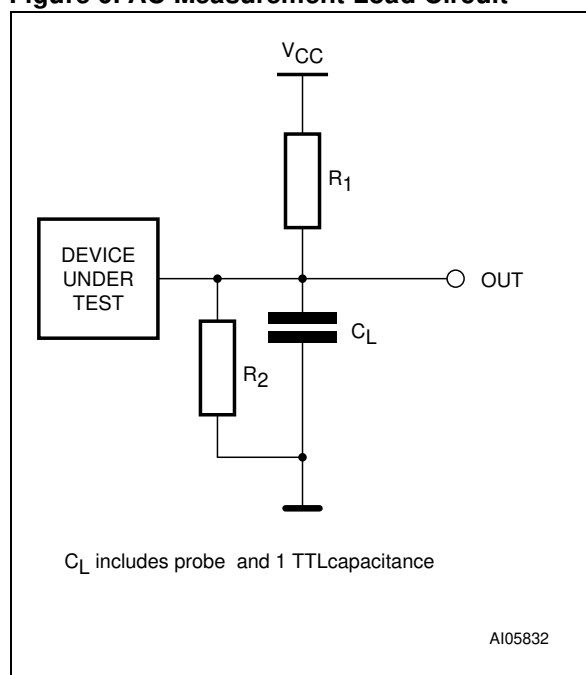 Figure 6. AC Measurement Load Circuit
VCC
R1
DEVICE
UNDER
TEST
OUT
CL
R2
CL includes probe and 1 TTLcapacitance
AI05832